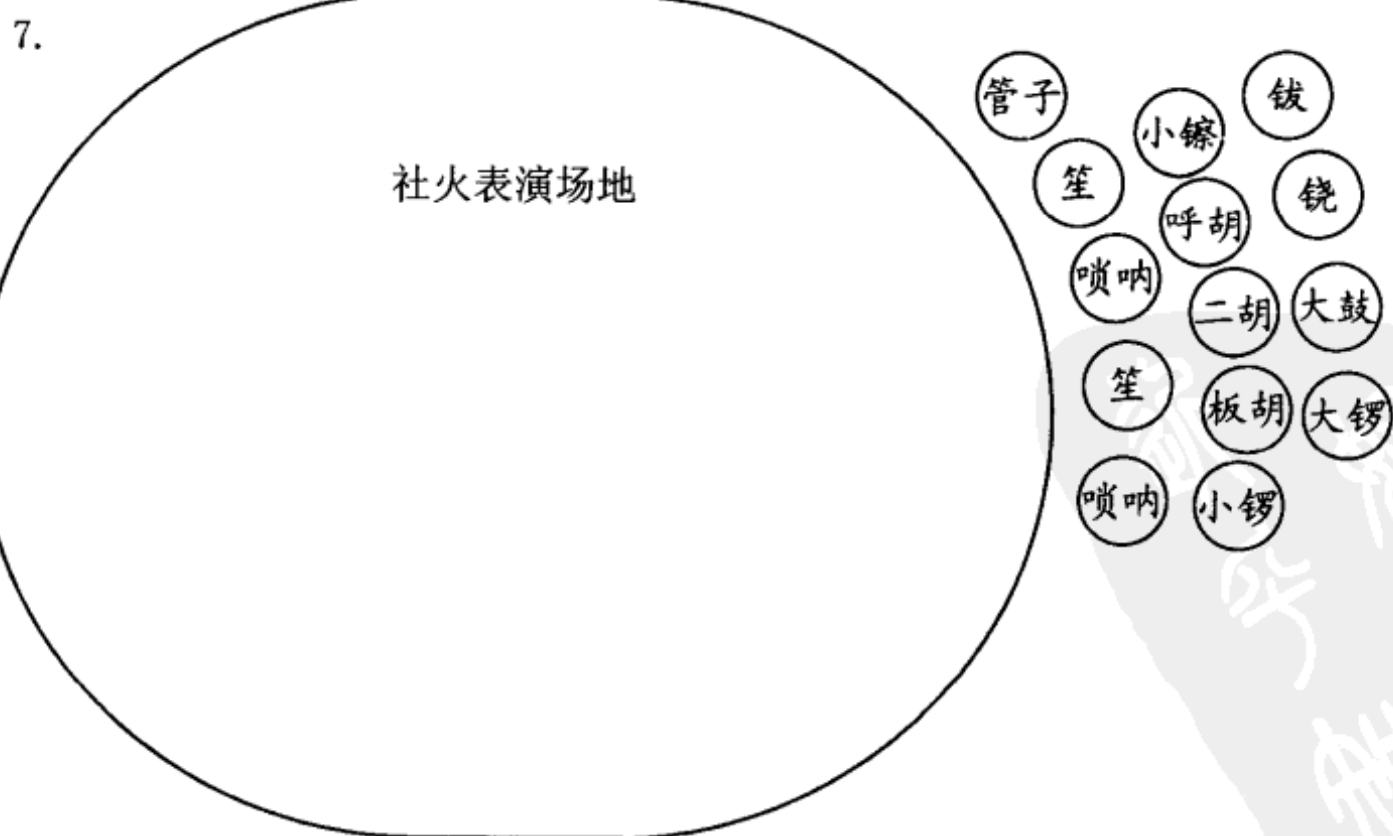 7.
社火表演场地
管子
小镲
钹
笙
呼胡
铙
唢呐
二胡
大鼓
笙
板胡
大锣
唢呐
小锣